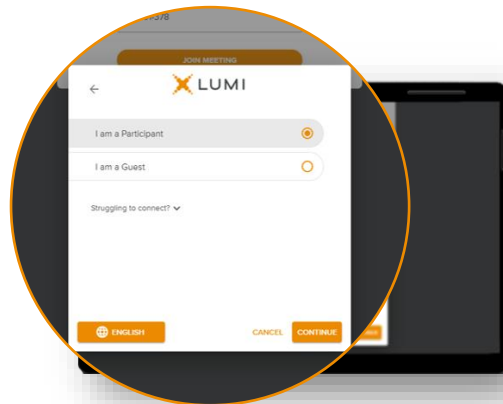 JOIN MEETING
LUMI
I am a Participant
I am a Guest
Struggling to connect?
ENGLISH
CANCEL CONTINUE